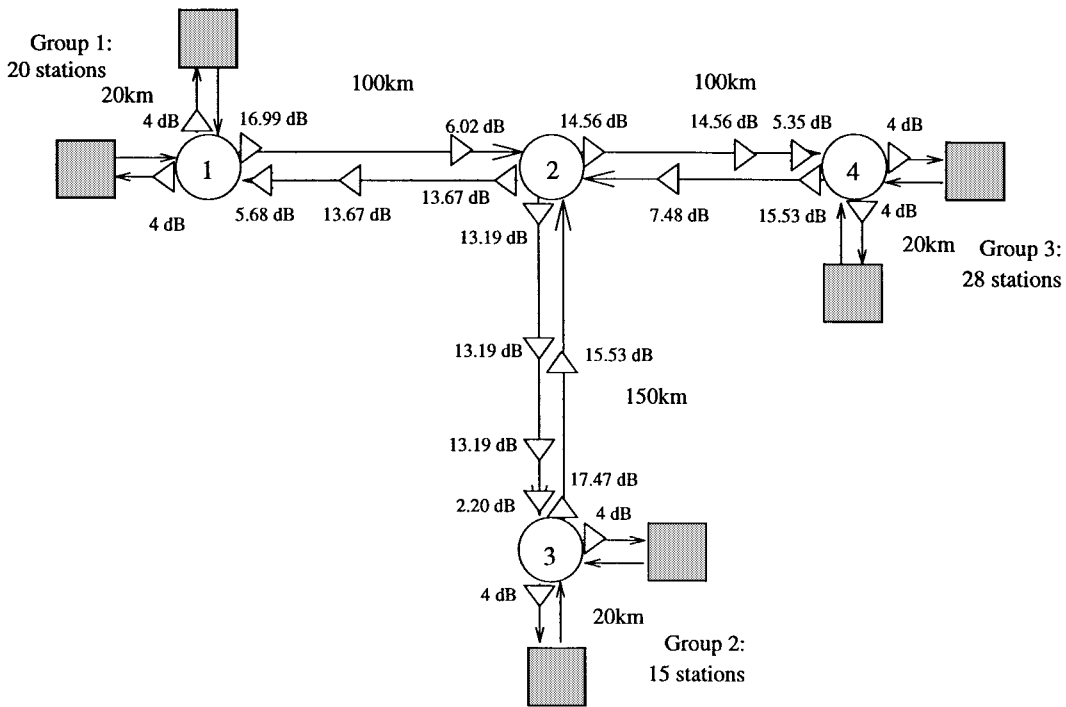 Group 1:
20 stations
20km
100km
100km
4 dB
16.99 dB
6.02 dB
14.56 dB
14.56 dB
5.35 dB
4 dB
1
2
4
4 dB
5.68 dB
13.67 dB
13.67 dB
7.48 dB
15.53 dB
4 dB
13.19 dB
20km
Group 3:
28 stations
13.19 dB
15.53 dB
150km
13.19 dB
17.47 dB
2.20 dB
4 dB
3
4 dB
20km
Group 2:
15 stations